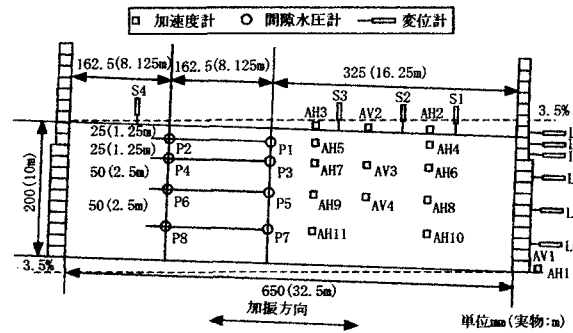 加速度計 間隙水圧計 変位計
162.5(8.125m) 162.5(8.125m) 325(16.25m)
S4 S3 S2 S1
AH3 AV2 AH2
3.5%
25(1.25m)
25(1.25m)
50(2.5m)
50(2.5m)
200(10m)
P2 P1 AH5 AH4
P4 P3 AH7 AV3 AH6
P6 P5 AH9 AV4 AH8
P8 P7 AH11 AH10
L
L
L
AV1
AH1
3.5%
650(32.5m)
加振方向
単位mm(実物:m)